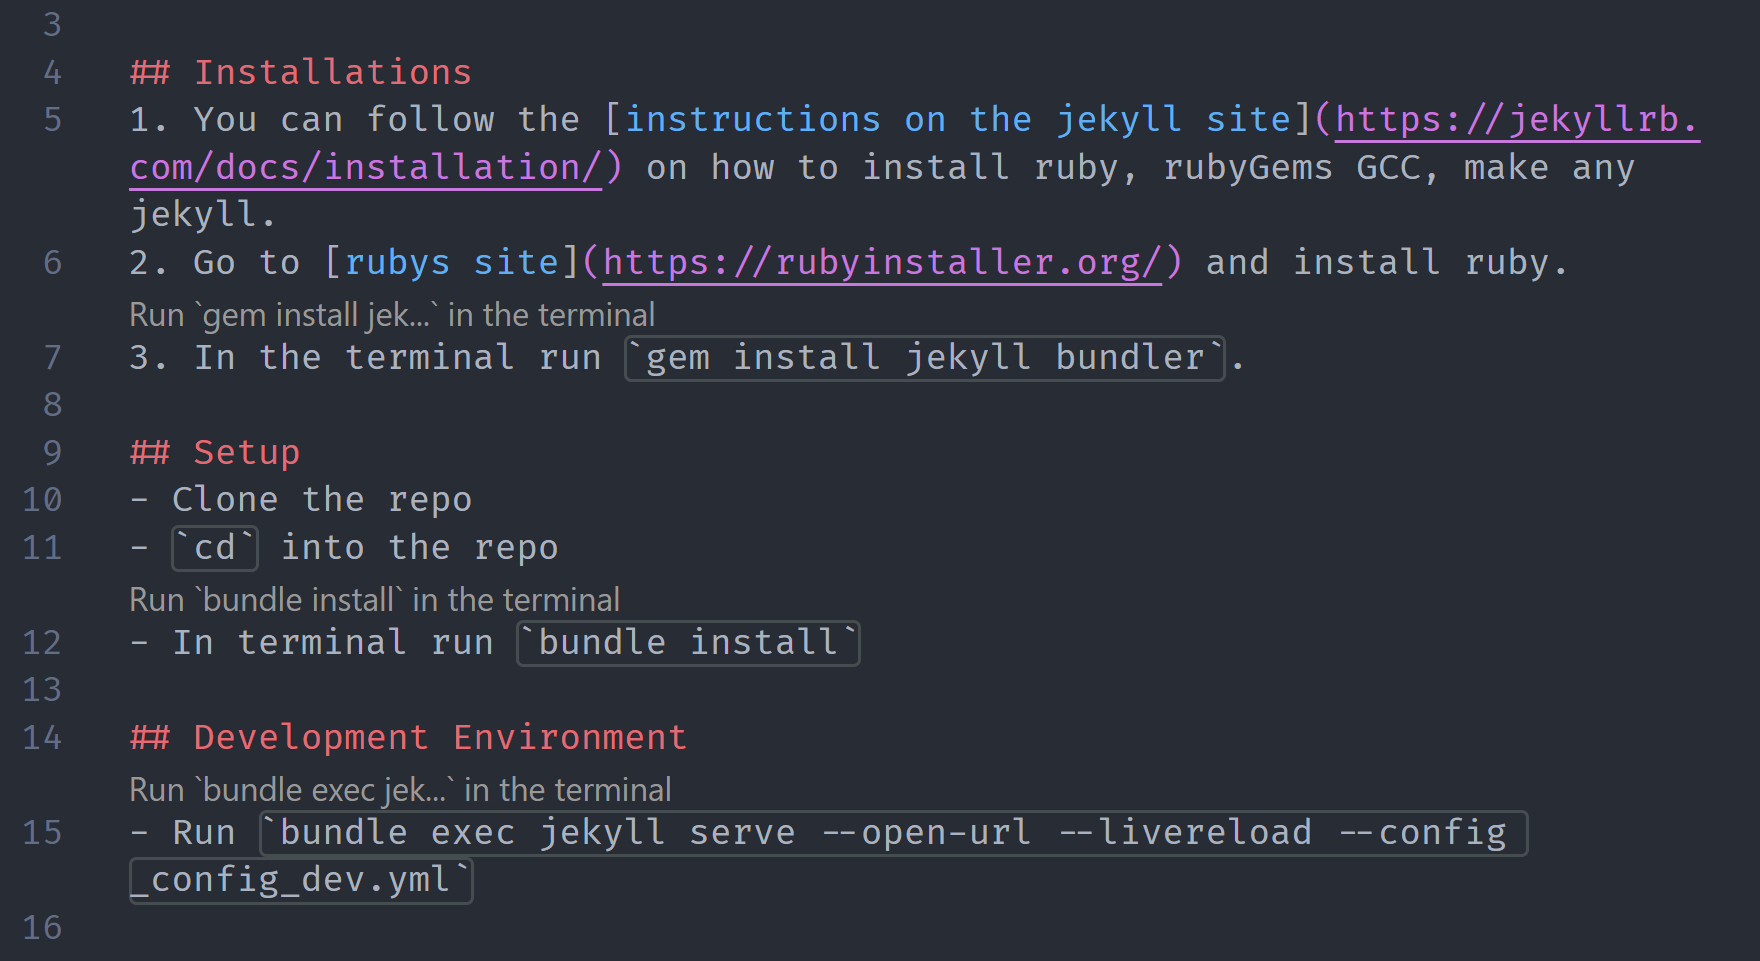 3
4 ## Installations
5 1. You can follow the [instructions on the jekyll site](https://jekyllrb.
com/docs/installation/) on how to install ruby, rubyGems GCC, make any
jekyll.
6 2. Go to [rubys site](https://rubyinstaller.org/) and install ruby.
Run `gem install jek...` in the terminal
7 3. In the terminal run `gem install jekyll bundler`.
8
9 ## Setup
10 - Clone the repo
11 - `cd` into the repo
Run `bundle install` in the terminal
12 - In terminal run `bundle install`
13
14 ## Development Environment
Run `bundle exec jek...` in the terminal
15 - Run `bundle exec jekyll serve --open-url --livereload --config
_config_dev.yml`
16